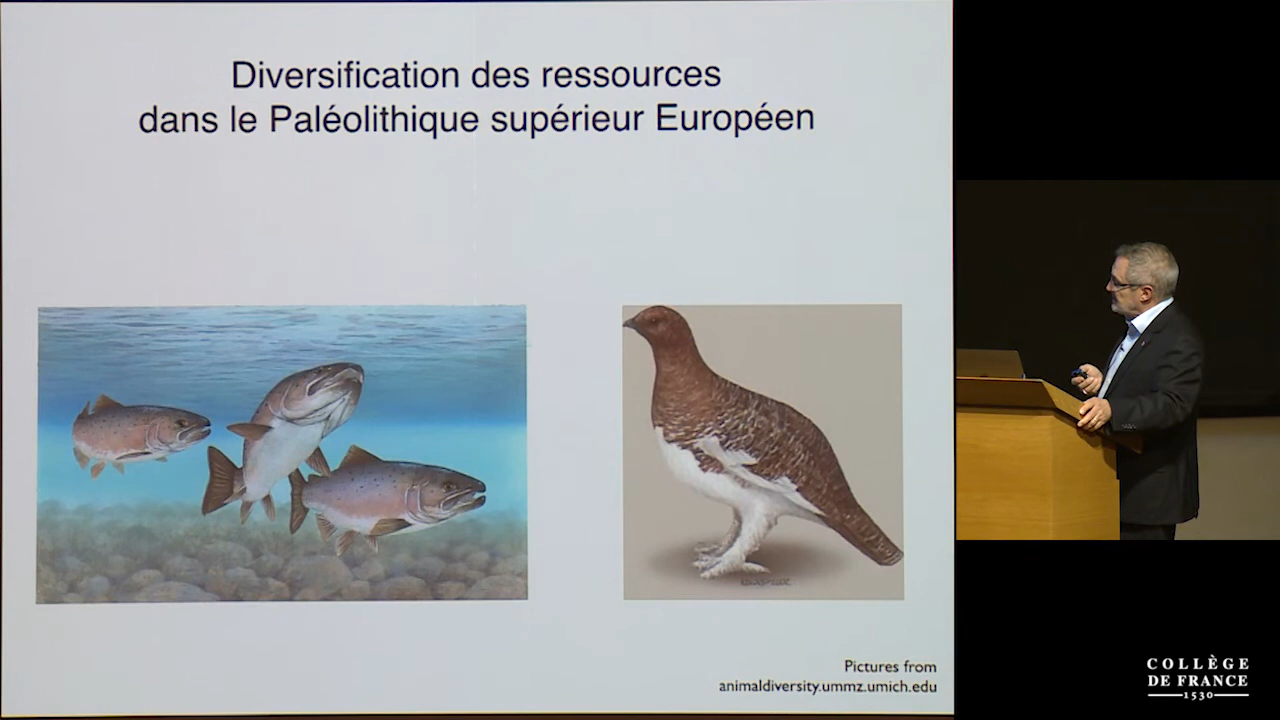 Diversification des ressources
dans le Paléolithique supérieur Européen
Pictures from
animaldiversity.ummz.umich.edu
COLLÈGE
DE FRANCE
1530